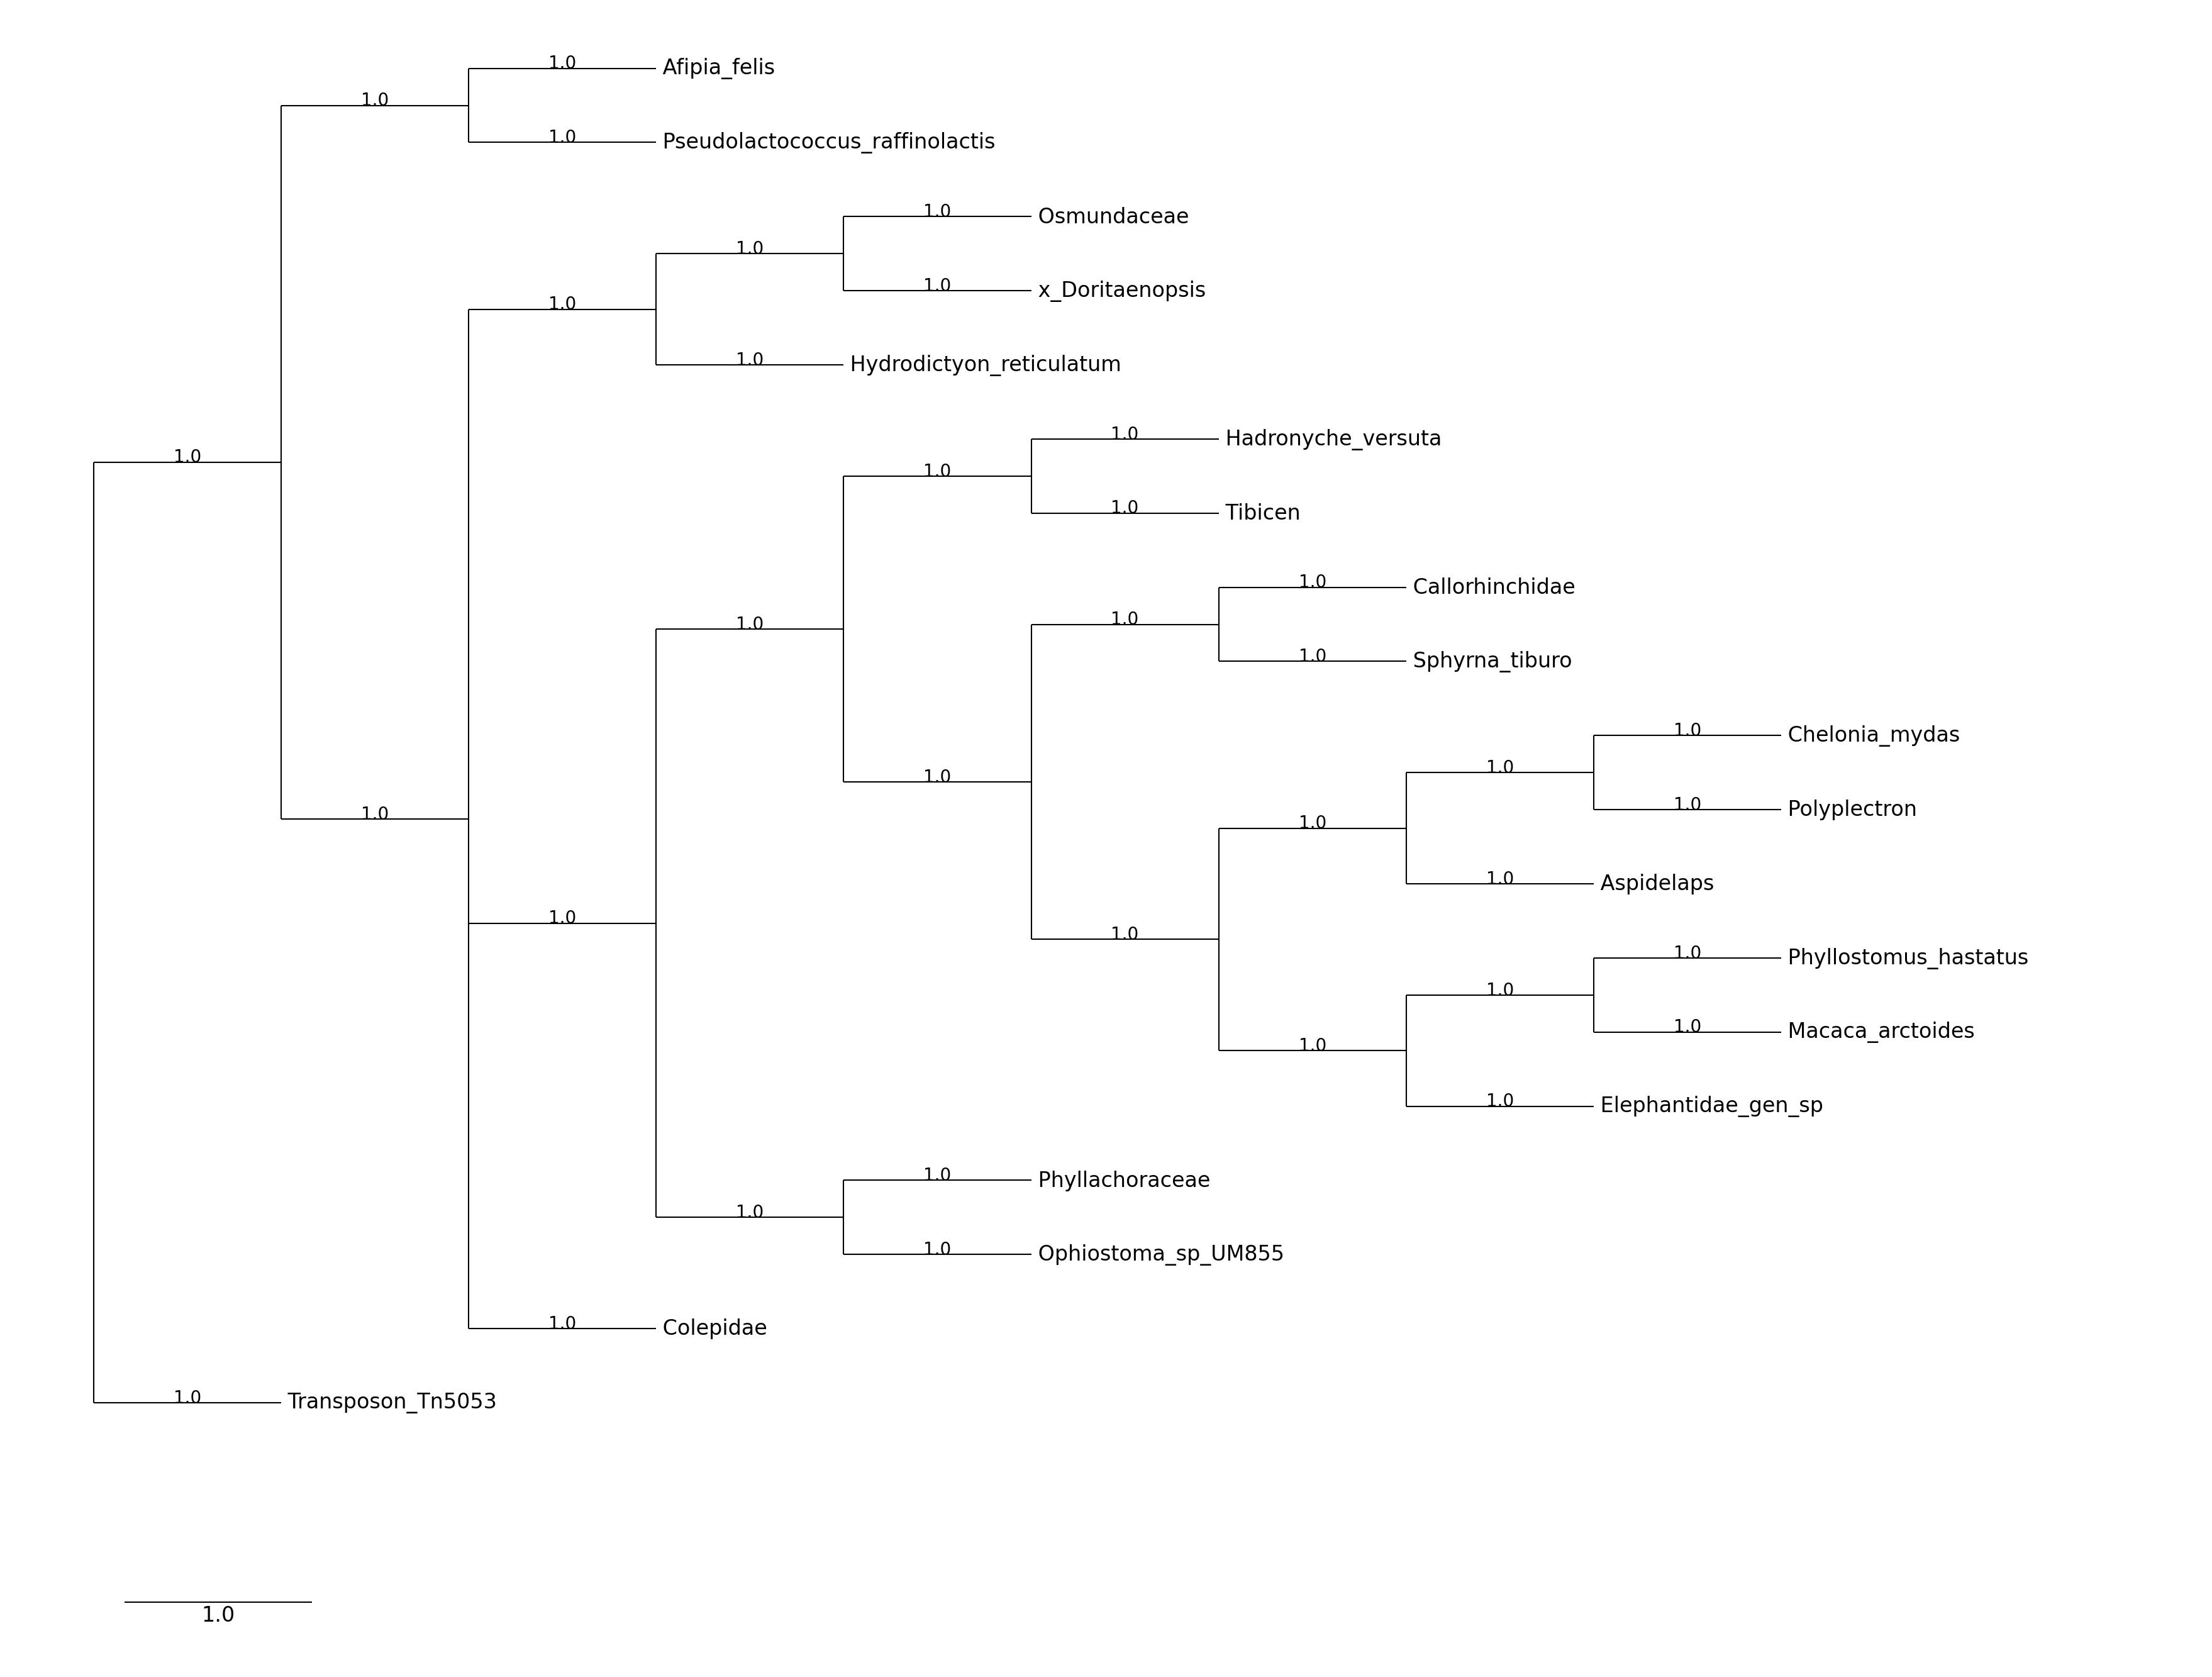 1.0 Afipia_felis
1.0
1.0 Pseudolactococcus_raffinolactis
1.0 Osmundaceae
1.0
1.0 x_Doritaenopsis
1.0
1.0 Hydrodictyon_reticulatum
1.0 Hadronyche_versuta
1.0
1.0
1.0 Tibicen
1.0 Callorhinchidae
1.0
1.0
1.0 Sphyrna_tiburo
1.0 Chelonia_mydas
1.0
1.0
1.0 Polyplectron
1.0
1.0
1.0 Aspidelaps
1.0
1.0
1.0 Phyllostomus_hastatus
1.0
1.0 Macaca_arctoides
1.0
1.0 Elephantidae_gen_sp
1.0 Phyllachoraceae
1.0
1.0 Ophiostoma_sp_UM855
1.0 Colepidae
1.0 Transposon_Tn5053
1.0